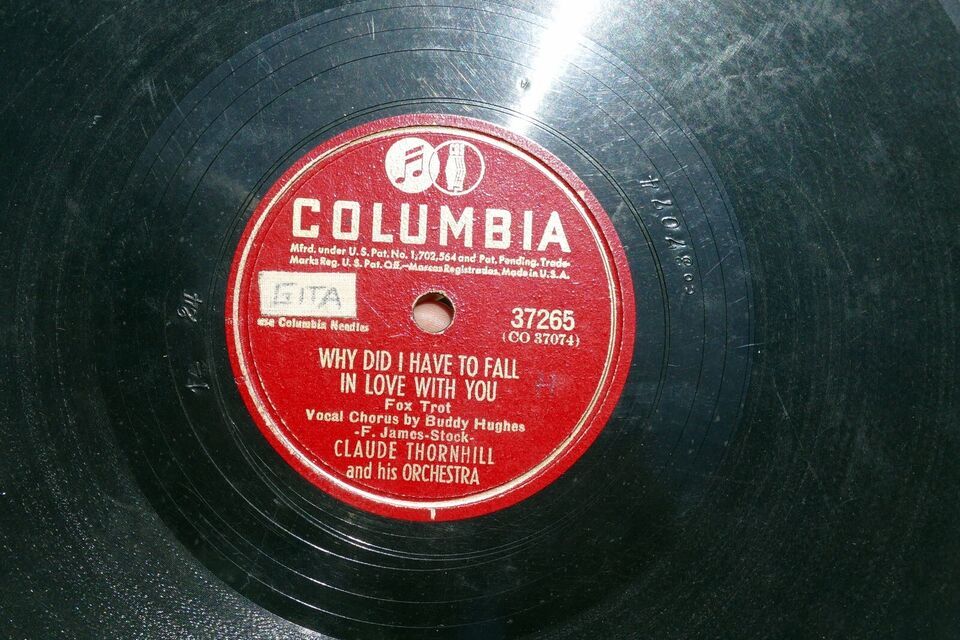 COLUMBIA
Mfrd. under U.S. Pat. No. 1,702,564 and Pat. Pending. Trade-
Marks Reg. U.S. Pat. Off.—Marcas Registradas. Made in U.S.A.
GITA
use Columbia Needles
37265
(CO 37074)
WHY DID I HAVE TO FALL
IN LOVE WITH YOU
Fox Trot
Vocal Chorus by Buddy Hughes
-F. James-Stock-
CLAUDE THORNHILL
and his ORCHESTRA